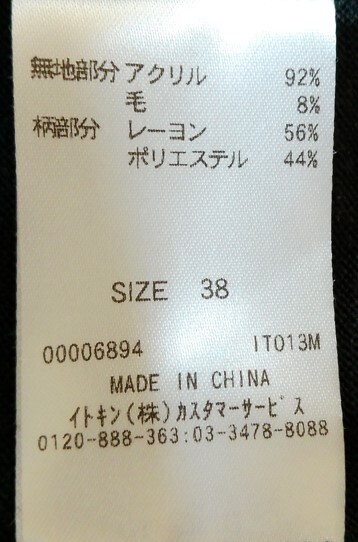 無地部分 アクリル 92%
毛 8%
柄部分 レーヨン 56%
ポリエステル 44%
SIZE 38
00006894 IT013M
MADE IN CHINA
イトキン(株)カスタマーサービス
0120-888-363:03-3478-8088